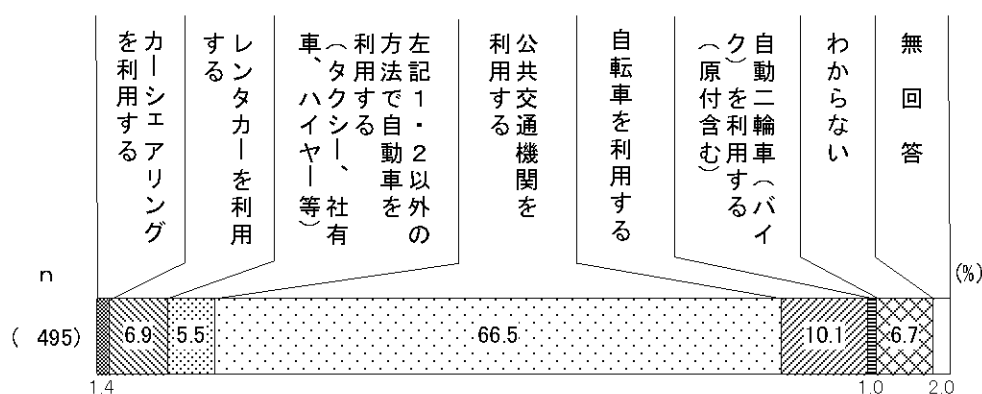 カーシェアリング
を利用する
レンタカーを利用
する
左記１・２以外の
方法で自動車を
利用する
（タクシー、社有
車、ハイヤー等）
公共交通機関を
利用する
自転車を利用する
自動二輪車（バイ
ク）を利用する
（原付含む）
わからない
無回答
n
(%)
( 495)
6.9
5.5
66.5
10.1
6.7
1.4
1.0
2.0